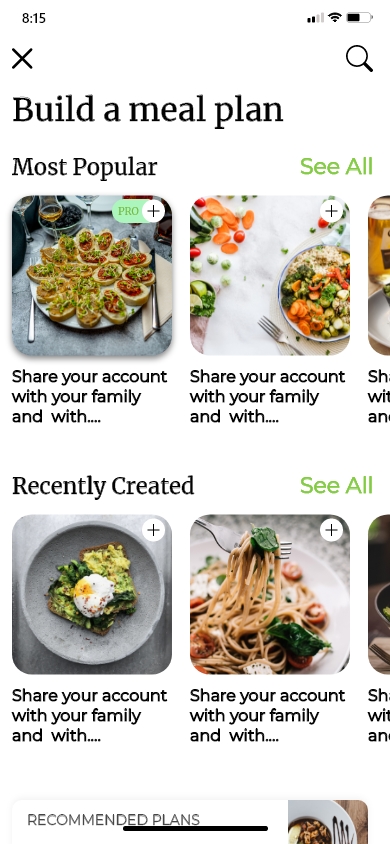 8:15
Build a meal plan
Most Popular
See All
PRO
Share your account
with your family
and with....
Share your account
with your family
and with....
Sha
wit
and
Recently Created
See All
Share your account
with your family
and with....
Share your account
with your family
and with....
Sha
wit
and
RECOMMENDED PLANS